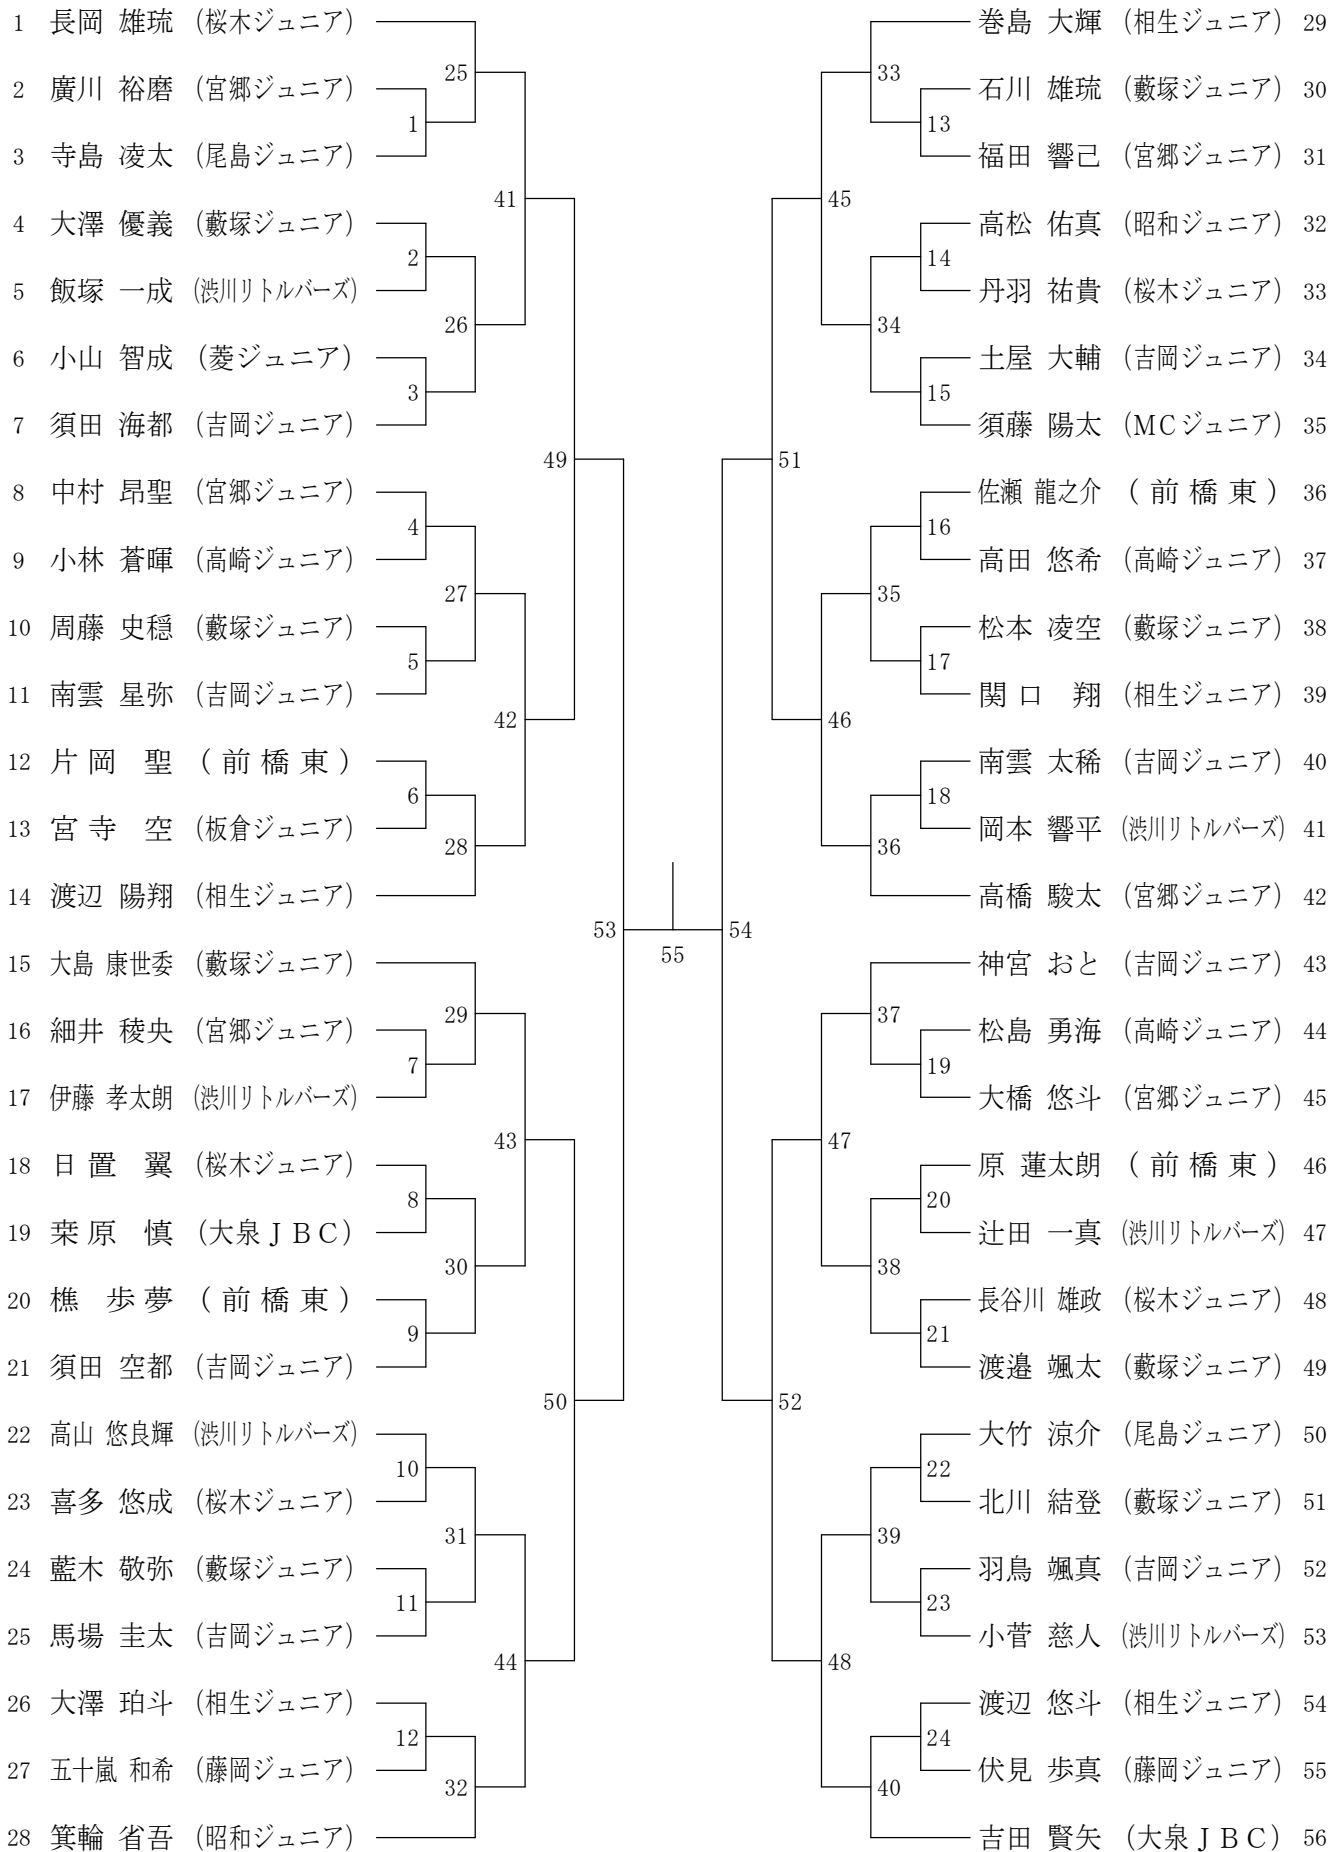 1 長岡 雄琉 (桜木ジュニア)
2 廣川 裕磨 (宮郷ジュニア)
3 寺島 凌太 (尾島ジュニア)
4 大澤 優義 (藪塚ジュニア)
5 飯塚 一成 (渋川リトルバーズ)
6 小山 智成 (菱ジュニア)
7 須田 海都 (吉岡ジュニア)
8 中村 昂聖 (宮郷ジュニア)
9 小林 蒼暉 (高崎ジュニア)
10 周藤 史穏 (藪塚ジュニア)
11 南雲 星弥 (吉岡ジュニア)
12 片岡 聖 (前橋東)
13 宮寺 空 (板倉ジュニア)
14 渡辺 陽翔 (相生ジュニア)
15 大島 康世委 (藪塚ジュニア)
16 細井 稜央 (宮郷ジュニア)
17 伊藤 孝太朗 (渋川リトルバーズ)
18 日置 翼 (桜木ジュニア)
19 栞原 慎 (大泉JBC)
20 樵 歩夢 (前橋東)
21 須田 空都 (吉岡ジュニア)
22 高山 悠良輝 (渋川リトルバーズ)
23 喜多 悠成 (桜木ジュニア)
24 藍木 敬弥 (藪塚ジュニア)
25 馬場 圭太 (吉岡ジュニア)
26 大澤 珀斗 (相生ジュニア)
27 五十嵐 和希 (藤岡ジュニア)
28 箕輪 省吾 (昭和ジュニア)
1
2
3
4
5
6
7
8
9
10
11
12
25
26
27
28
29
30
31
32
41
42
43
44
49
50
53
55
54
51
52
45
46
47
48
33
34
35
36
37
38
39
40
13
14
15
16
17
18
19
20
21
22
23
24
巻島 大輝 (相生ジュニア) 29
石川 雄琉 (藪塚ジュニア) 30
福田 響己 (宮郷ジュニア) 31
高松 佑真 (昭和ジュニア) 32
丹羽 祐貴 (桜木ジュニア) 33
土屋 大輔 (吉岡ジュニア) 34
須藤 陽太 (MCジュニア) 35
佐瀬 龍之介 (前橋東) 36
高田 悠希 (高崎ジュニア) 37
松本 凌空 (藪塚ジュニア) 38
関口 翔 (相生ジュニア) 39
南雲 太稀 (吉岡ジュニア) 40
岡本 響平 (渋川リトルバーズ) 41
高橋 駿太 (宮郷ジュニア) 42
神宮 おと (吉岡ジュニア) 43
松島 勇海 (高崎ジュニア) 44
大橋 悠斗 (宮郷ジュニア) 45
原 蓮太朗 (前橋東) 46
辻田 一真 (渋川リトルバーズ) 47
長谷川 雄政 (桜木ジュニア) 48
渡邉 颯太 (藪塚ジュニア) 49
大竹 涼介 (尾島ジュニア) 50
北川 結登 (藪塚ジュニア) 51
羽鳥 颯真 (吉岡ジュニア) 52
小菅 慈人 (渋川リトルバーズ) 53
渡辺 悠斗 (相生ジュニア) 54
伏見 歩真 (藤岡ジュニア) 55
吉田 賢矢 (大泉JBC) 56